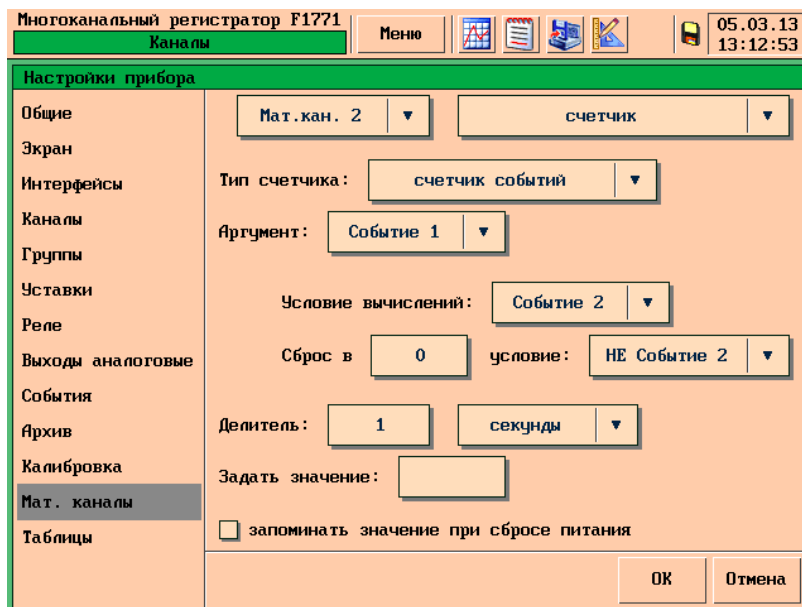 Многоканальный регистратор F1771
Каналы
Меню
05.03.13
13:12:53
Настройки прибора
Общие
Экран
Интерфейсы
Каналы
Группы
Уставки
Реле
Выходы аналоговые
События
Архив
Калибровка
Мат. каналы
Таблицы
Мат.кан. 2
счетчик
Тип счетчика: счетчик событий
Аргумент: Событие 1
Условие вычислений: Событие 2
Сброс в 0 условие: НЕ Событие 2
Делитель: 1 секунды
Задать значение:
запоминать значение при сбросе питания
ОК
Отмена